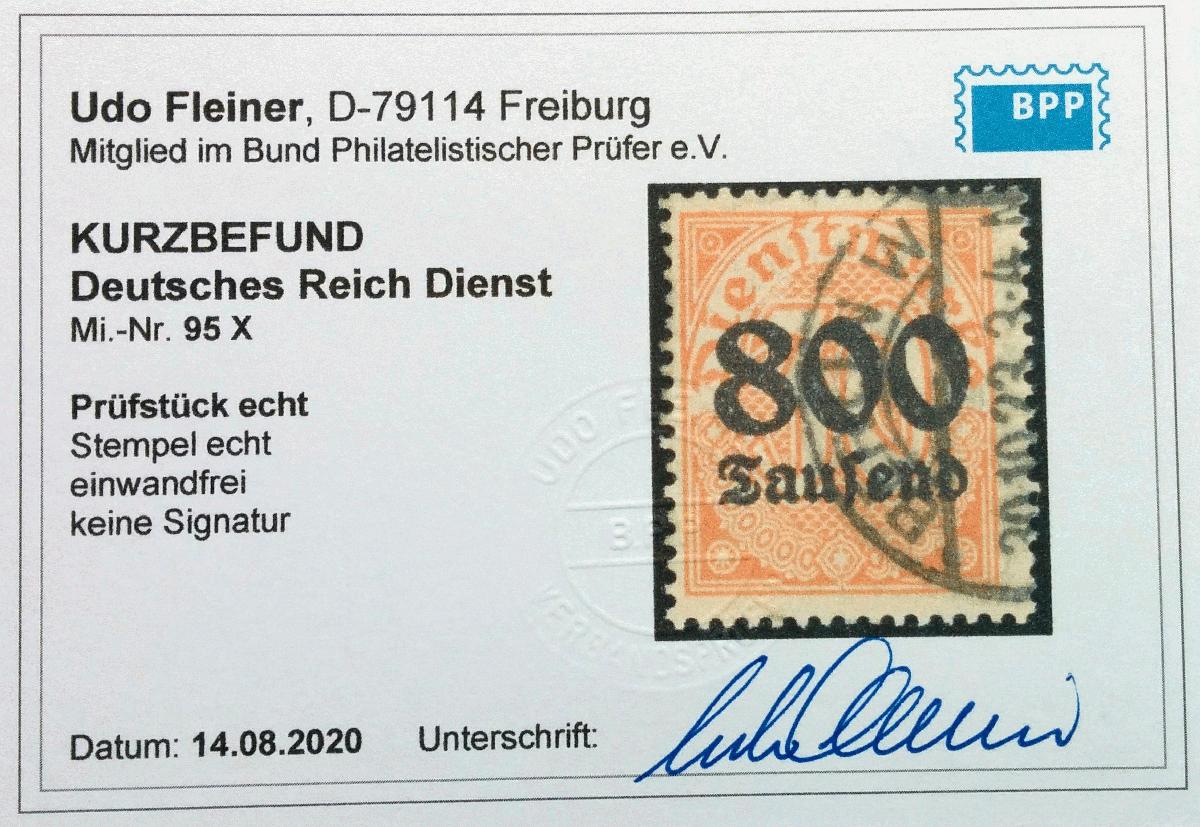 Udo Fleiner, D-79114 Freiburg
Mitglied im Bund Philatelistischer Prüfer e.V.
BPP
KURZBEFUND
Deutsches Reich Dienst
Mi.-Nr. 95 X
Prüfstück echt
Stempel echt
einwandfrei
keine Signatur
800
Tausend
Datum: 14.08.2020
Unterschrift: